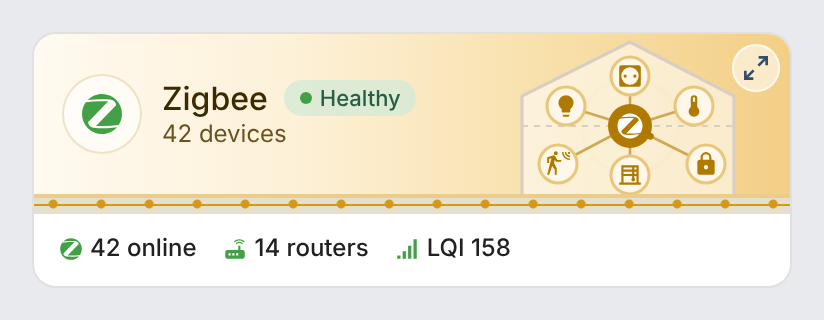 Zigbee
Healthy
42 devices
42 online
14 routers
LQI 158